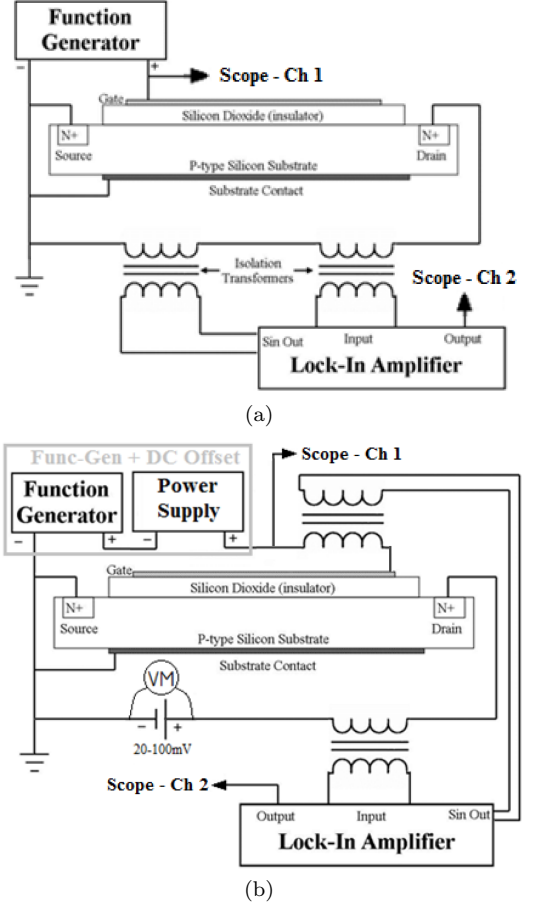 Function
Generator
−
+
Scope - Ch 1
Gate
Silicon Dioxide (insulator)
N+
N+
Source
P-type Silicon Substrate
Drain
Substrate Contact
Isolation
Transformers
Scope - Ch 2
Sin Out
Input
Output
Lock-In Amplifier
(a)
Func-Gen + DC Offset
Scope - Ch 1
Function
Generator
Power
Supply
−
+
−
+
Gate
Silicon Dioxide (insulator)
N+
N+
Source
P-type Silicon Substrate
Drain
Substrate Contact
VM
−
+
20-100mV
Scope - Ch 2
Output
Input
Sin Out
Lock-In Amplifier
(b)